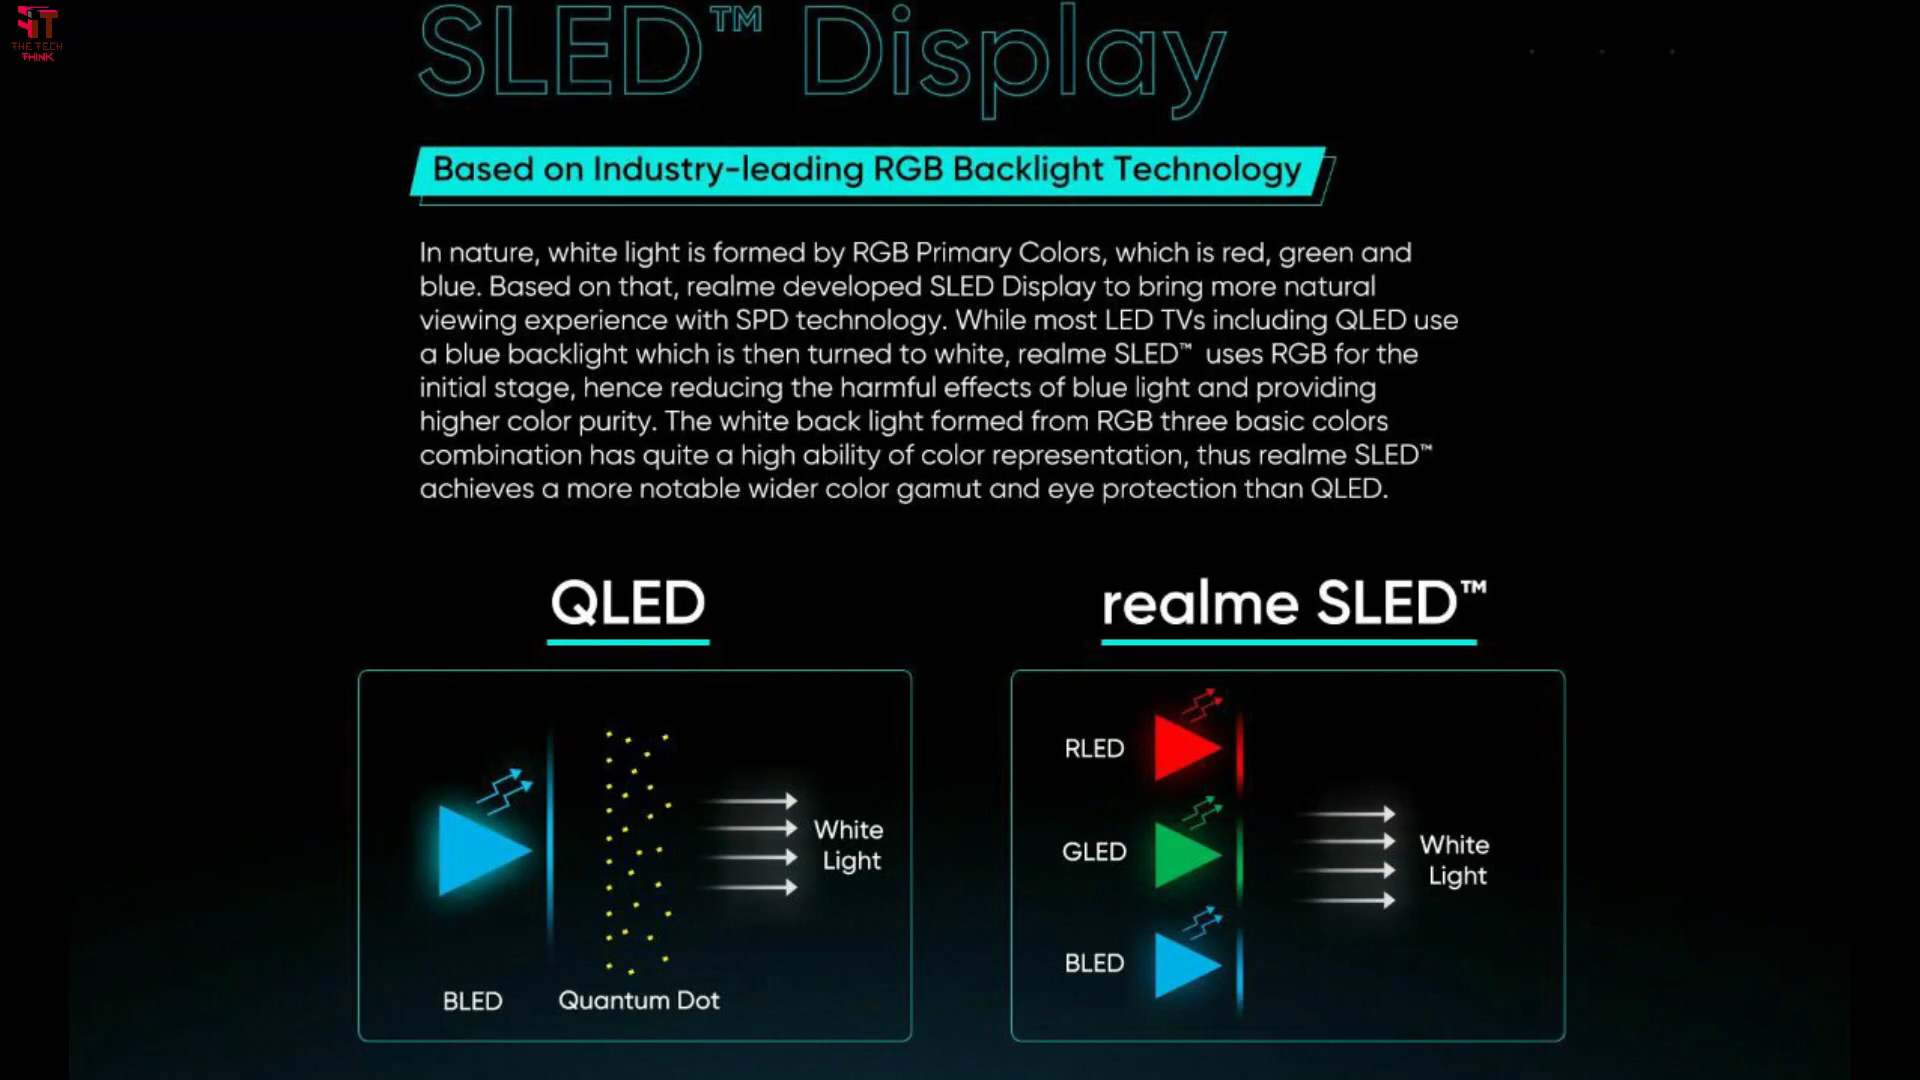 THE TECH
THINK
SLED™ Display
Based on Industry-leading RGB Backlight Technology
In nature, white light is formed by RGB Primary Colors, which is red, green and
blue. Based on that, realme developed SLED Display to bring more natural
viewing experience with SPD technology. While most LED TVs including QLED use
a blue backlight which is then turned to white, realme SLED™ uses RGB for the
initial stage, hence reducing the harmful effects of blue light and providing
higher color purity. The white back light formed from RGB three basic colors
combination has quite a high ability of color representation, thus realme SLED™
achieves a more notable wider color gamut and eye protection than QLED.
QLED
White
Light
BLED
Quantum Dot
realme SLED™
RLED
GLED
BLED
White
Light